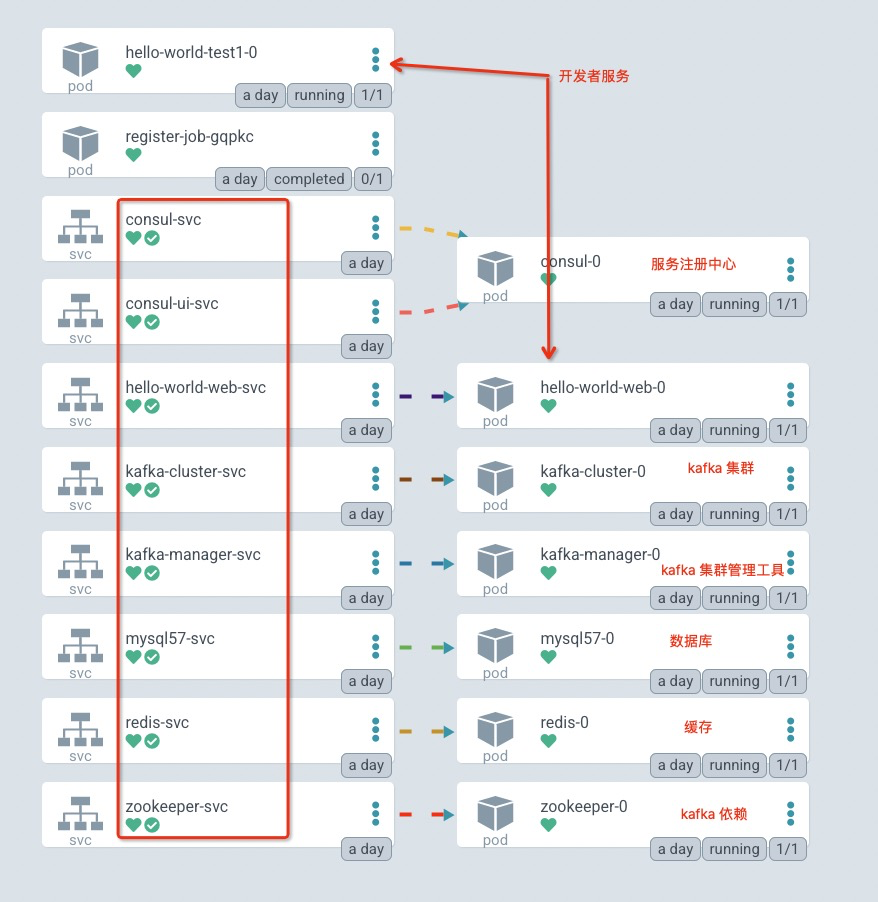 hello-world-test1-0
pod
a day running 1/1
开发者服务
register-job-gqpkc
pod
a day completed 0/1
consul-svc
svc
a day
consul-0
服务注册中心
pod
a day running 1/1
consul-ui-svc
svc
a day
hello-world-web-svc
svc
a day
hello-world-web-0
pod
a day running 1/1
kafka-cluster-svc
svc
a day
kafka-cluster-0
kafka 集群
pod
a day running 1/1
kafka-manager-svc
svc
a day
kafka-manager-0
kafka 集群管理工具
pod
a day running 1/1
mysql57-svc
svc
a day
mysql57-0
数据库
pod
a day running 1/1
redis-svc
svc
a day
redis-0
缓存
pod
a day running 1/1
zookeeper-svc
svc
a day
zookeeper-0
kafka 依赖
pod
a day running 1/1